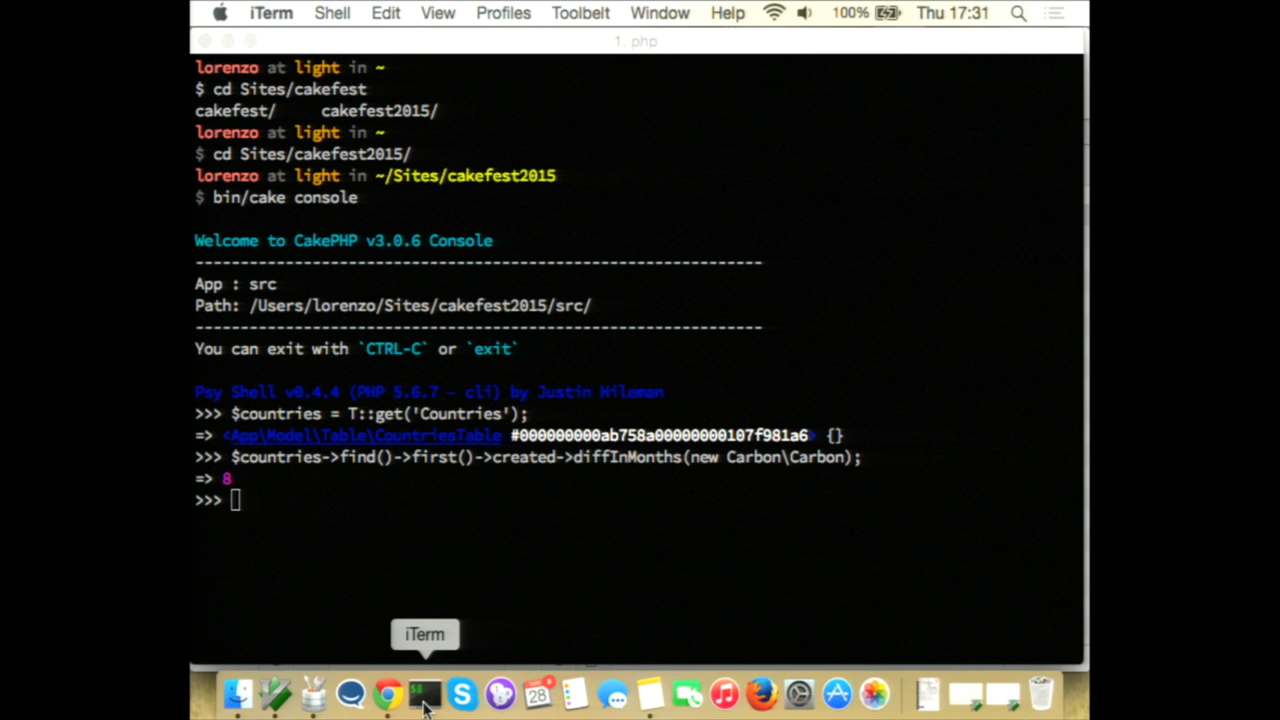 iTerm Shell Edit View Profiles Toolbelt Window Help 100% Thu 17:31
1. php
lorenzo at light in ~
$ cd Sites/cakefest
cakefest/ cakefest2015/
lorenzo at light in ~
$ cd Sites/cakefest2015/
lorenzo at light in ~/Sites/cakefest2015
$ bin/cake console
Welcome to CakePHP v3.0.6 Console
---------------------------------------------------------------
App : src
Path: /Users/lorenzo/Sites/cakefest2015/src/
---------------------------------------------------------------
You can exit with `CTRL-C` or `exit`
Psy Shell v0.4.4 (PHP 5.6.7 — cli) by Justin Hileman
>>> $countries = T::get('Countries');
=> <App\Model\Table\CountriesTable #000000000ab758a00000000107f981a6> {}
>>> $countries->find()->first()->created->diffInMonths(new Carbon\Carbon);
=> 8
>>>
iTerm
28